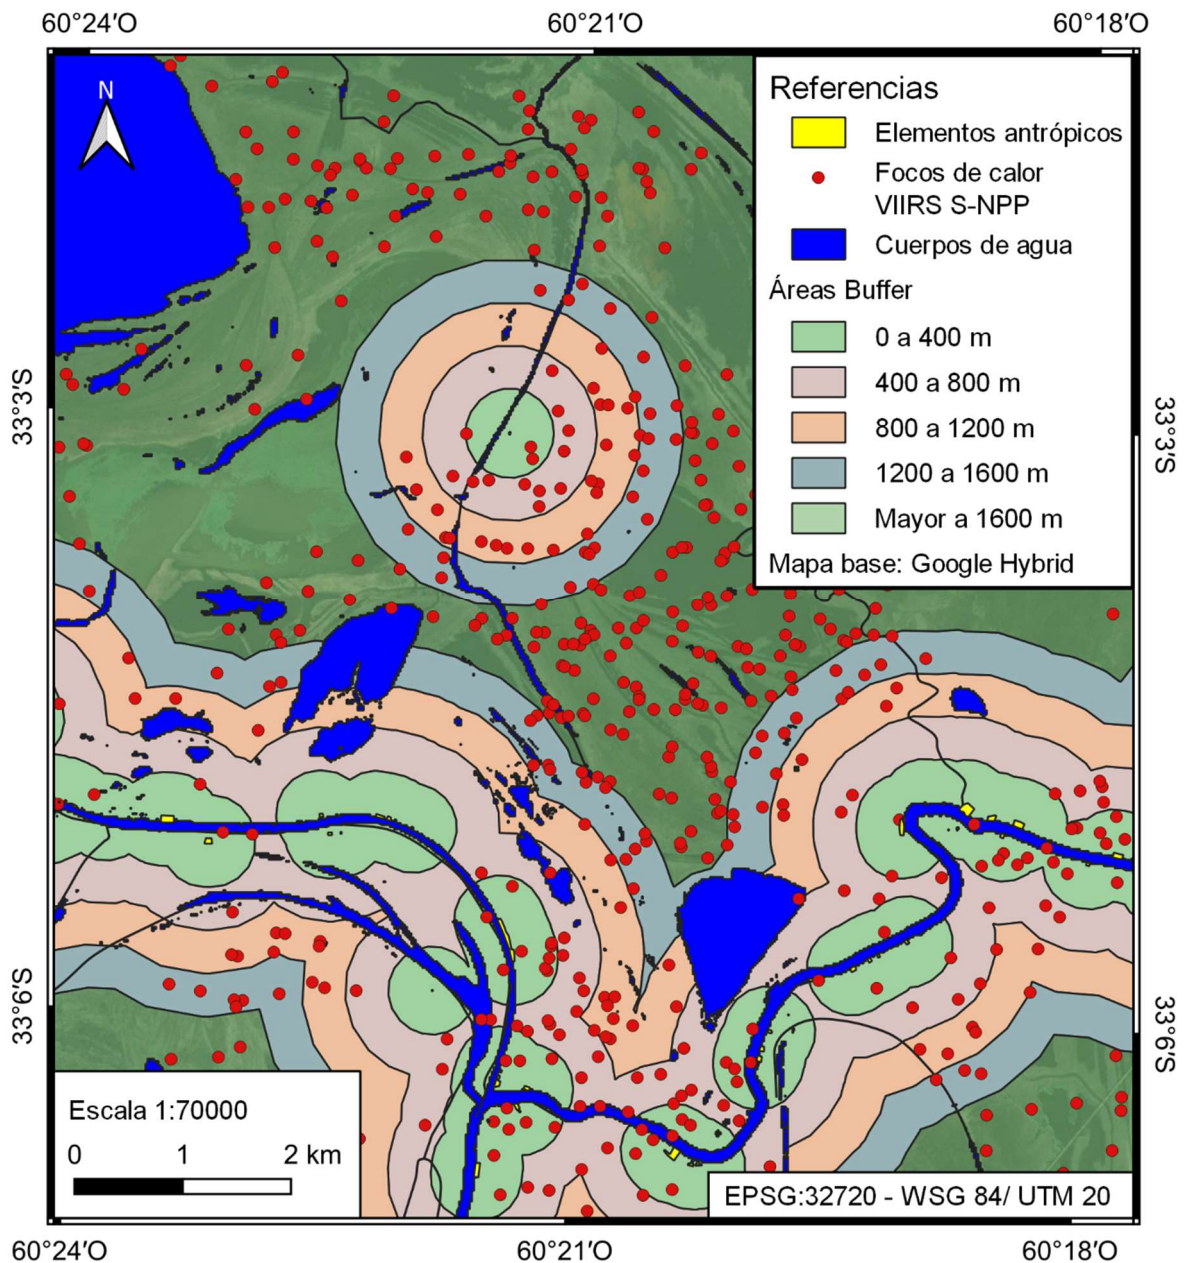 60°24′O 60°21′O 60°18′O
N
Referencias
Elementos antrópicos
Focos de calor
VIIRS S-NPP
Cuerpos de agua
Áreas Buffer
0 a 400 m
400 a 800 m
800 a 1200 m
1200 a 1600 m
Mayor a 1600 m
Mapa base: Google Hybrid
33°3′S 33°3′S
33°6′S 33°6′S
Escala 1:70000
0 1 2 km
EPSG:32720 - WSG 84/ UTM 20
60°24′O 60°21′O 60°18′O